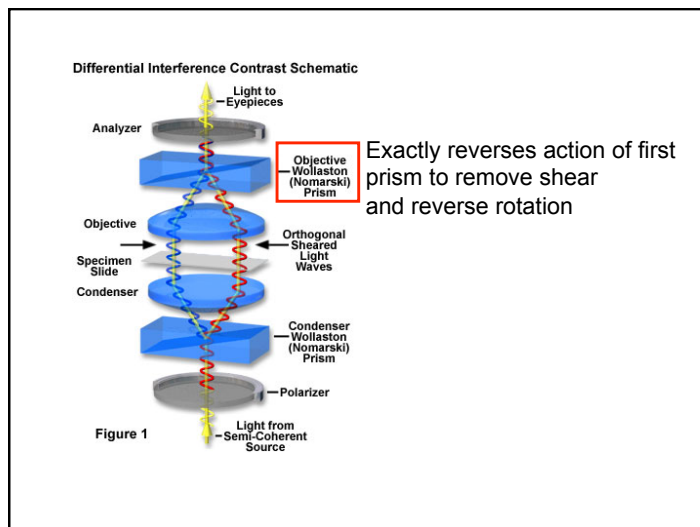 Differential Interference Contrast Schematic
Light to
Eyepieces
Analyzer
Objective
Wollaston
(Nomarski)
Prism
Exactly reverses action of first
prism to remove shear
and reverse rotation
Objective
Orthogonal
Sheared
Light
Waves
Specimen
Slide
Condenser
Condenser
Wollaston
(Nomarski)
Prism
Polarizer
Figure 1
Light from
Semi-Coherent
Source